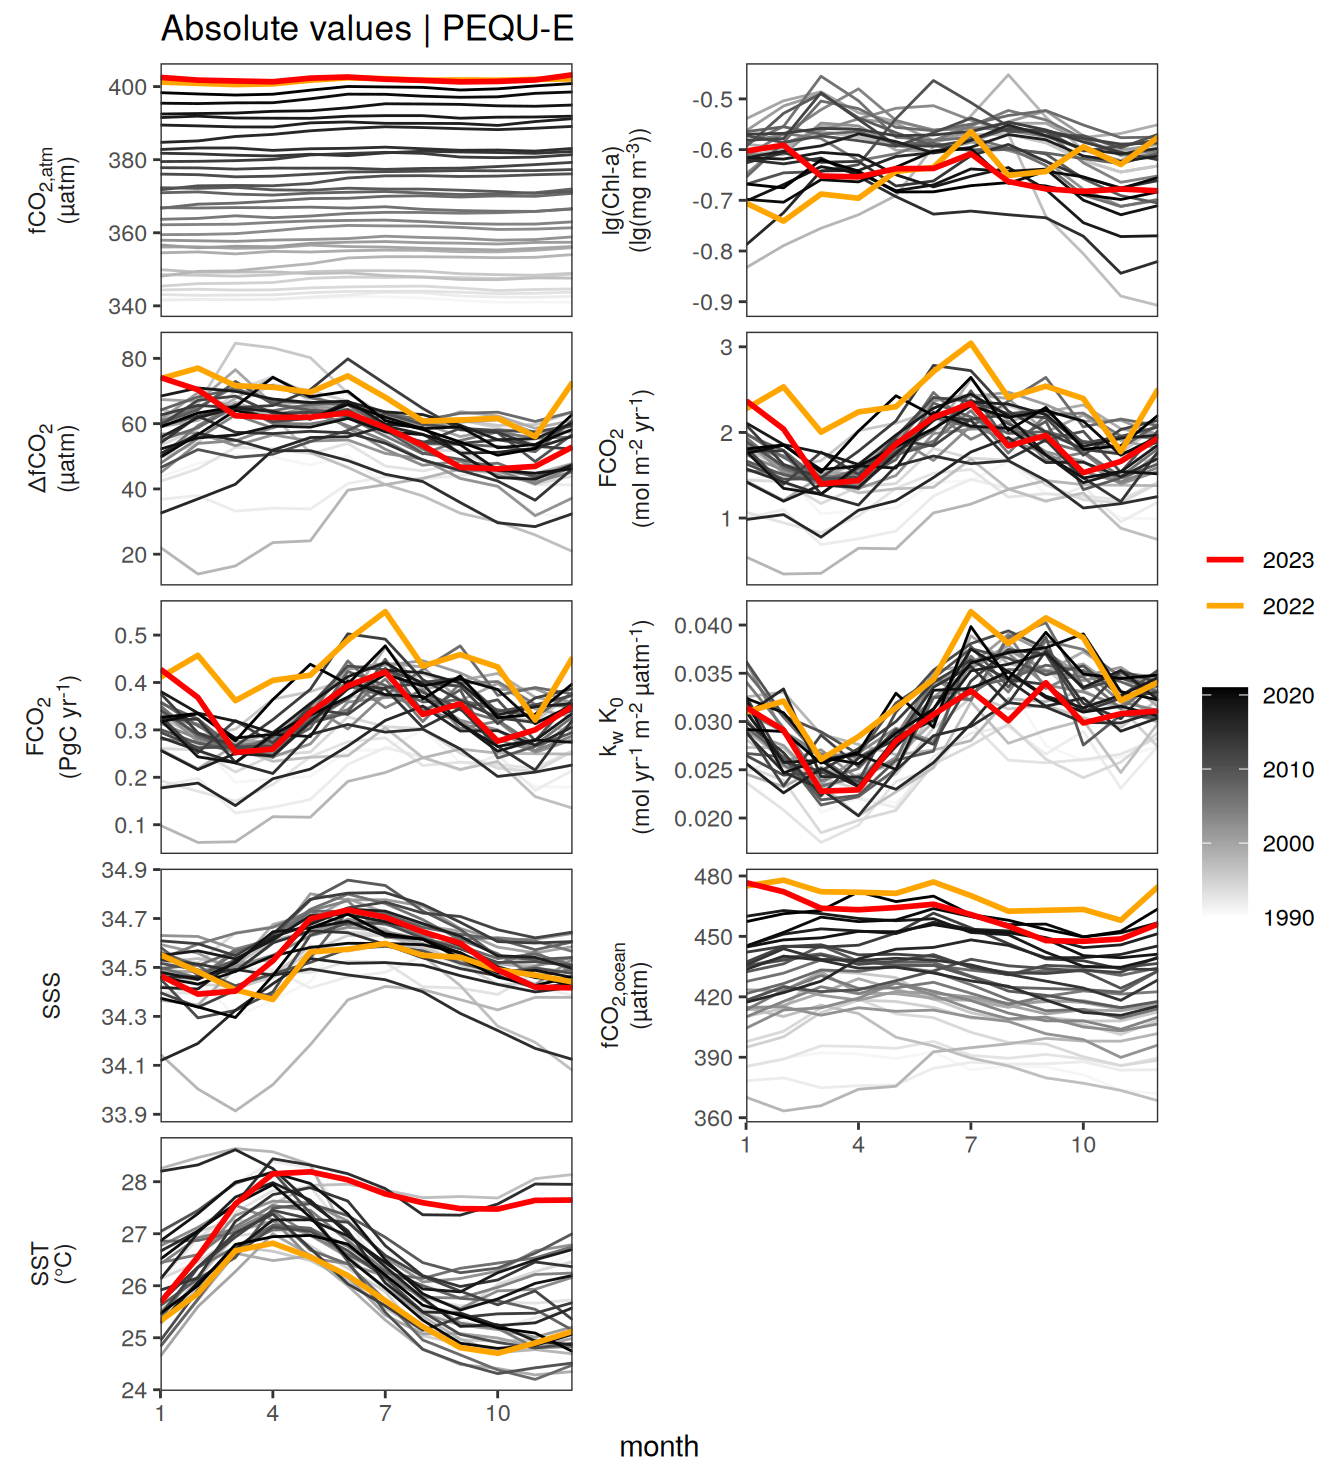 Absolute values | PEQU-E
fCO2,atm
(µatm)
400
380
360
340
lg(Chl-a)
(lg(mg m-3))
-0.5
-0.6
-0.7
-0.8
-0.9
ΔfCO2
(µatm)
80
60
40
20
FCO2
(mol m-2 yr-1)
3
2
1
FCO2
(PgC yr-1)
0.5
0.4
0.3
0.2
0.1
kw K0
(mol yr-1 m-2 µatm-1)
0.040
0.035
0.030
0.025
0.020
SSS
34.9
34.7
34.5
34.3
34.1
33.9
fCO2,ocean
(µatm)
480
450
420
390
360
1 4 7 10
SST
(°C)
28
27
26
25
24
1 4 7 10
month
2023
2022
2020
2010
2000
1990